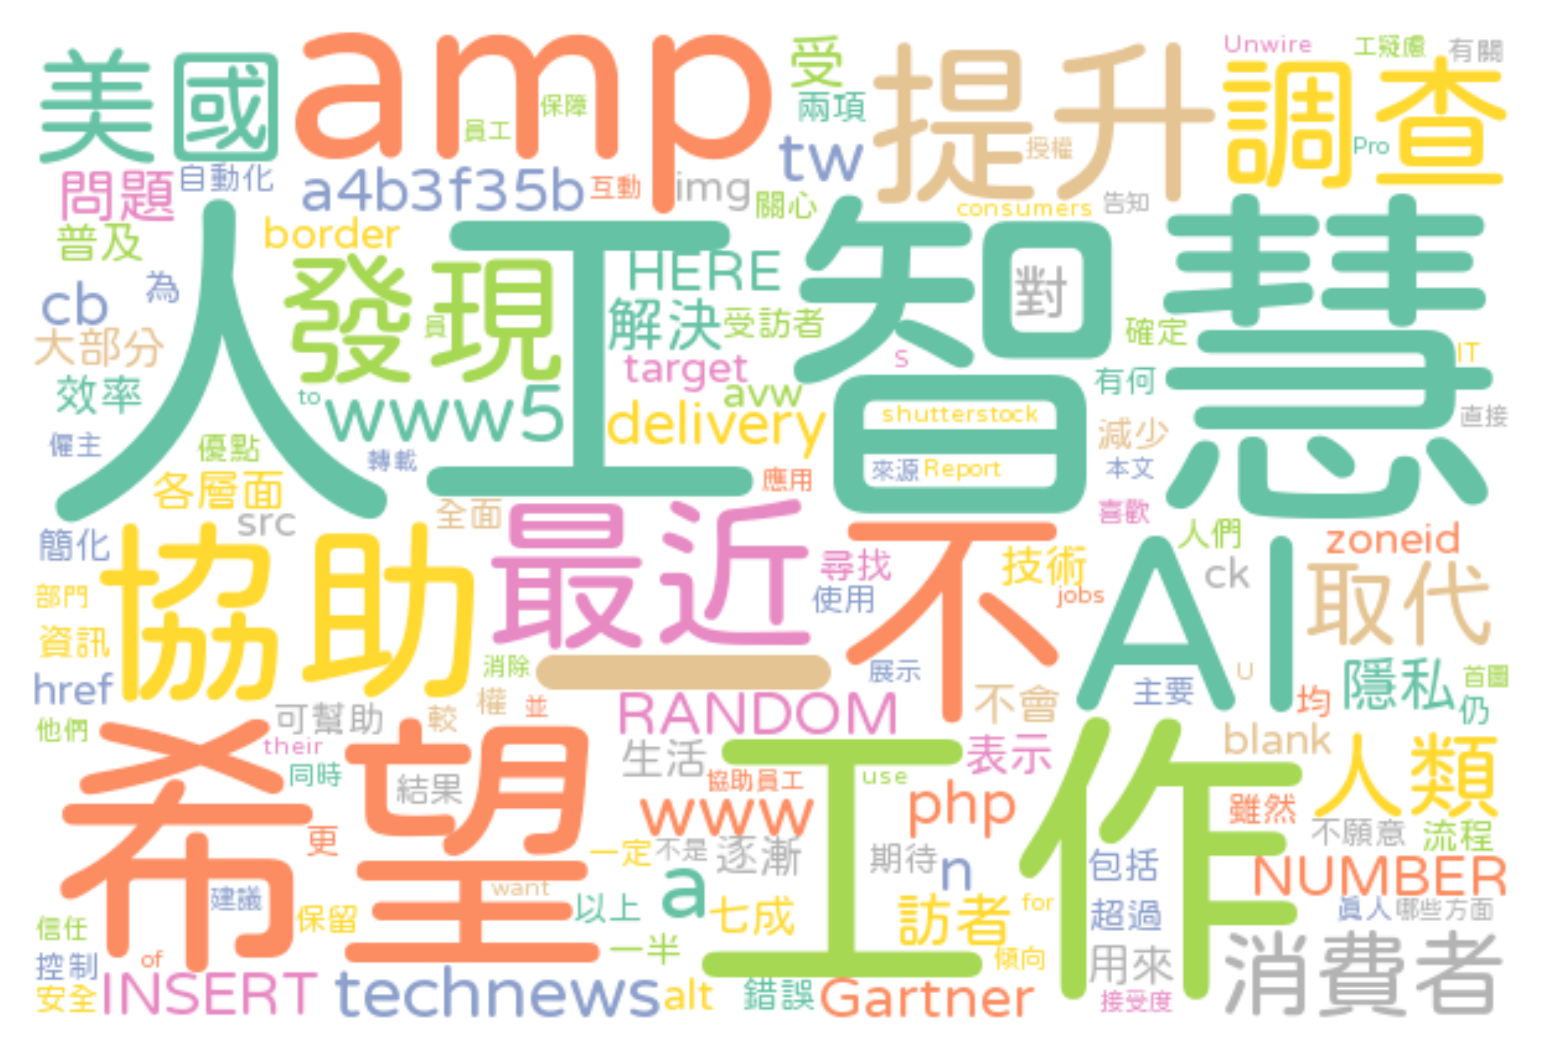 美國
amp
受
提升
調查
Unwire
工疑慮
有關
員工
保障
兩項
tw
授權
Pro
問題
自動化
a4b3f35b
互動
img
關心
consumers
告知
普及
border
人工智慧
cb
為
發現
員
HERE
對
大部分
解決
受訪者
確定
IT
效率
target
S
有何
to
www5
avw
delivery
shutterstock
減少
直接
僱主
優點
轉載
來源
Report
本文
各層面
應用
src
全面
最近
喜歡
簡化
協助
不
AI
人們
zoneid
尋找
技術
ck
取代
部門
使用
jobs
資訊
消除
一
展示
U
href
權
並
RANDOM
不會
主要
均
隱私
首圖
仍
他們
可幫助
較
希望
their
同時
生活
工作
表示
blank
人類
結果
協助員工
use
www
php
雖然
更
一定
不是
逐漸
期待
n
不願意
流程
包括
NUMBER
建議
want
a
保留
以上
七成
訪者
for
超過
真人
哪些方面
信任
一半
控制
of
傾向
用來
消費者
安全
INSERT
technews
alt
錯誤
Gartner
接受度